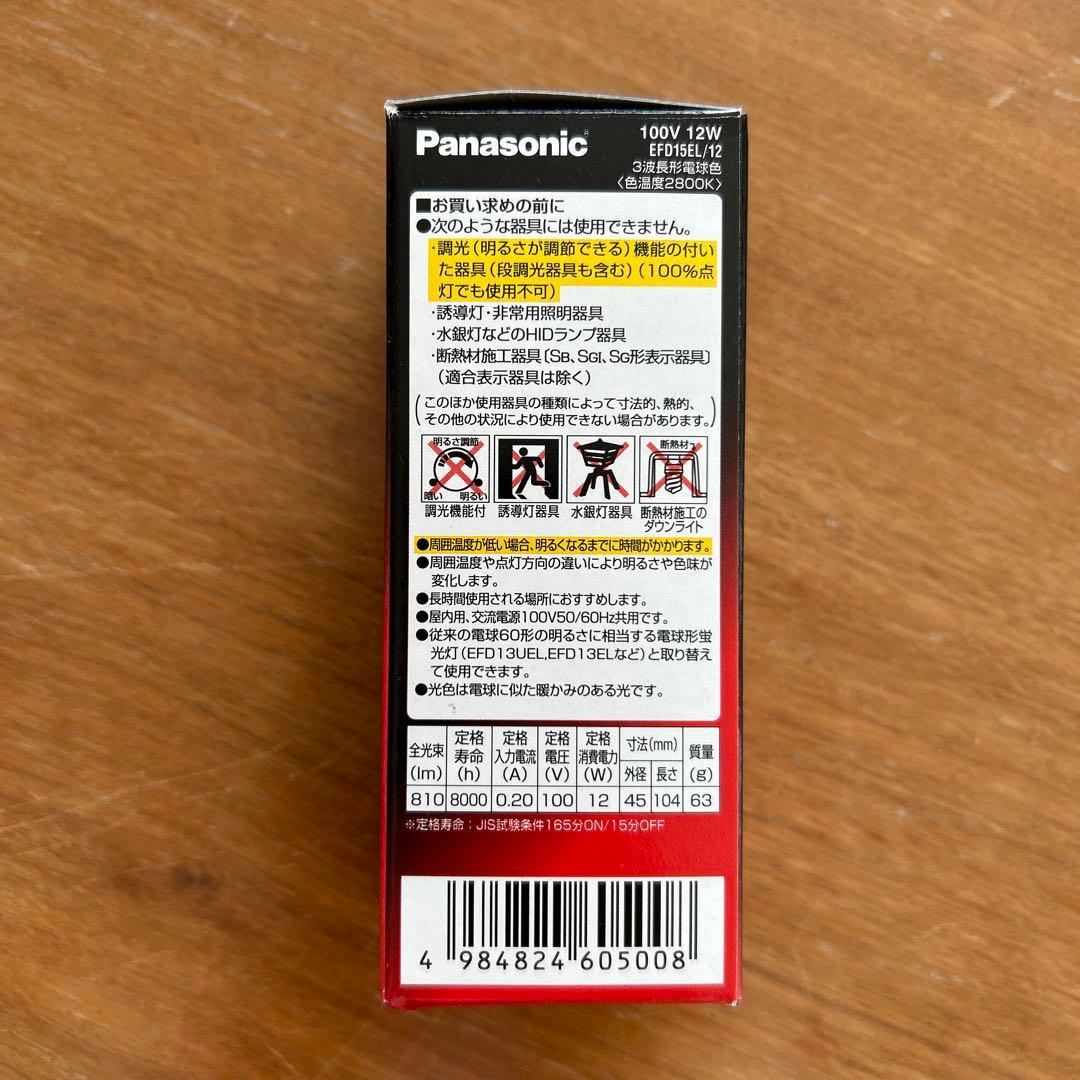 Panasonic
100V 12W
EFD15EL/12
3波長形電球色
〈色温度2800K〉
■お買い求めの前に
●次のような器具には使用できません。
・調光(明るさが調節できる)機能の付い
た器具(段調光器具も含む)(100%点
灯でも使用不可)
・誘導灯・非常用照明器具
・水銀灯などのHIDランプ器具
・断熱材施工器具〔SB、SGI、SG形表示器具〕
(適合表示器具は除く)
(このほか使用器具の種類によって寸法的、熱的、
その他の状況により使用できない場合があります。)
明るさ調節
暗い 明るい
調光機能付
誘導灯器具
水銀灯器具
断熱材
断熱材施工の
ダウンライト
●周囲温度が低い場合、明るくなるまでに時間がかかります。
●周囲温度や点灯方向の違いにより明るさや色味が
変化します。
●長時間使用される場所におすすめします。
●屋内用、交流電源100V50/60Hz共用です。
●従来の電球60形の明るさに相当する電球形蛍
光灯(EFD13UEL,EFD13ELなど)と取り替え
て使用できます。
●光色は電球に似た暖かみのある光です。
全光束 (lm) 定格寿命 (h) 定格入力電流 (A) 定格電圧 (V) 定格消費電力 (W) 寸法(mm) 外径 長さ 質量 (g)
810 8000 0.20 100 12 45 104 63
※定格寿命：JIS試験条件165分ON/15分OFF
4 984824 605008